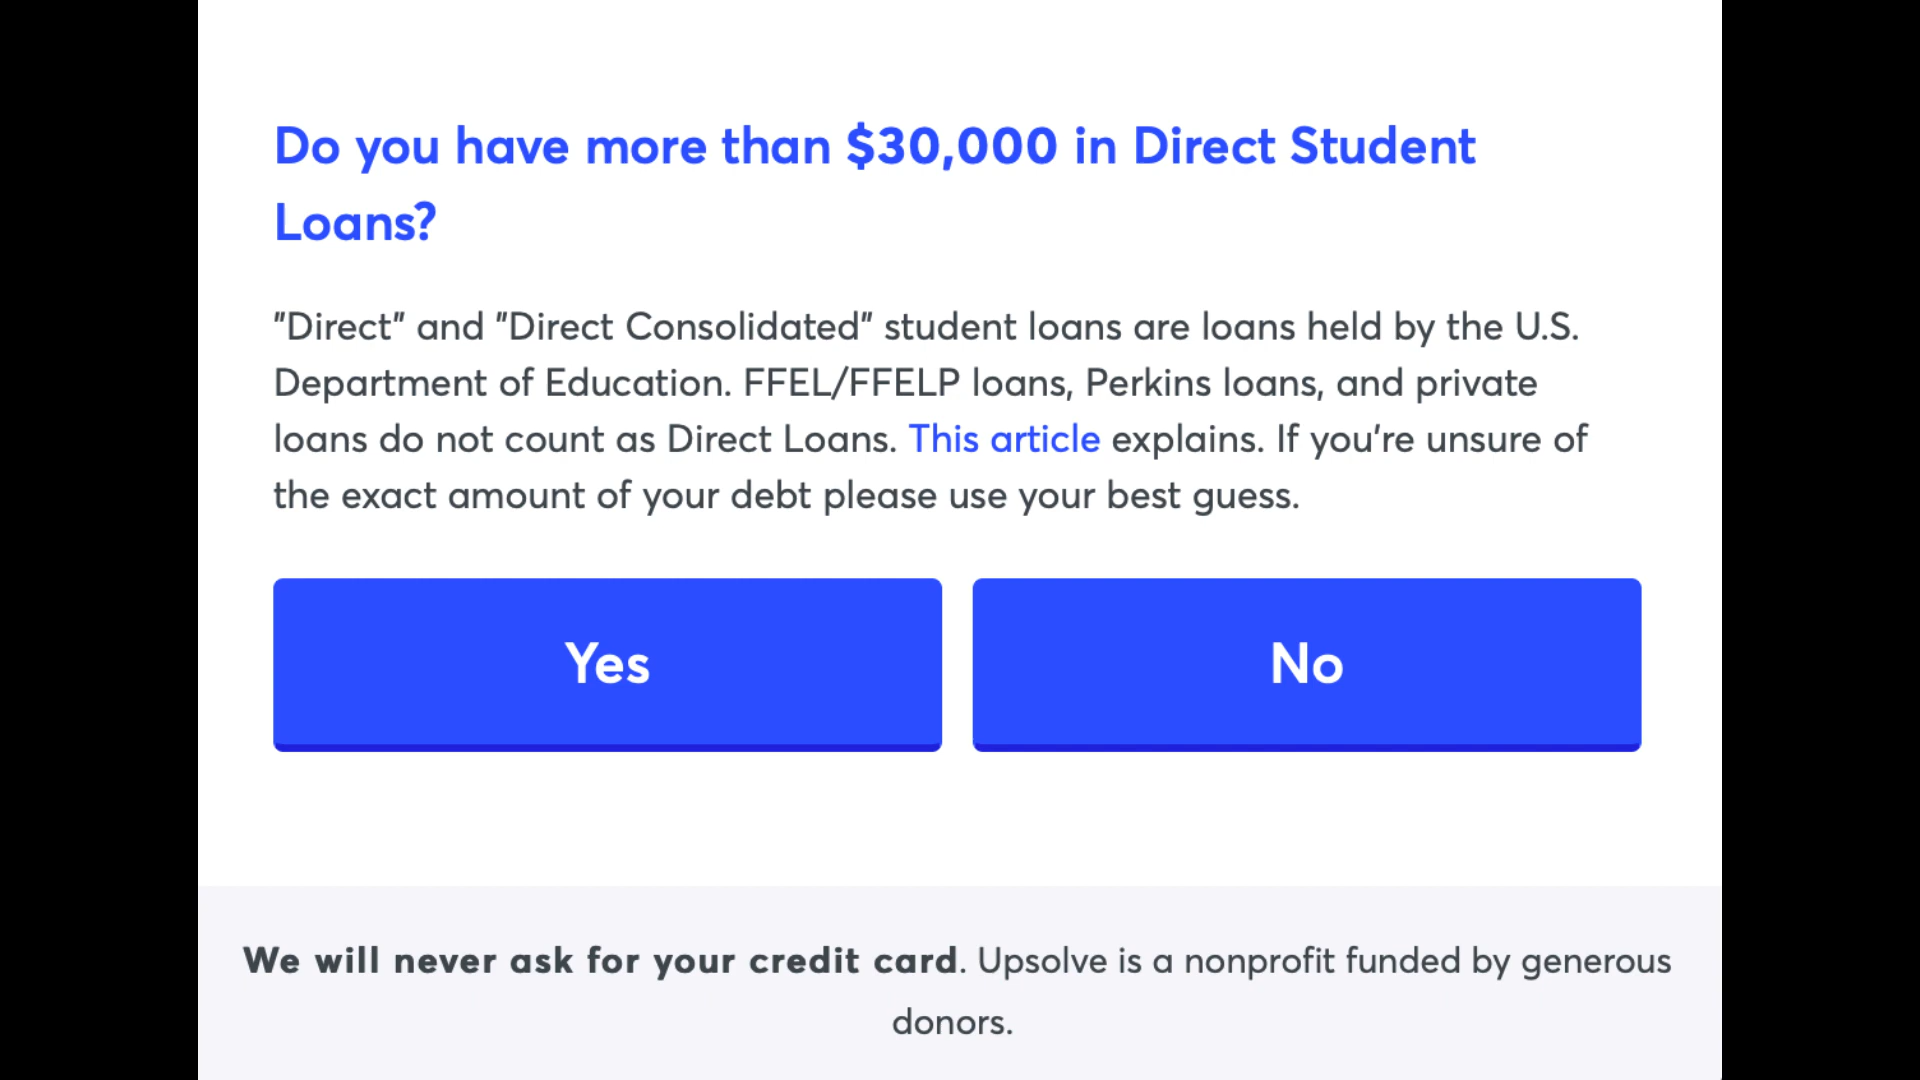 Do you have more than $30,000 in Direct Student
Loans?
"Direct" and "Direct Consolidated" student loans are loans held by the U.S.
Department of Education. FFEL/FFELP loans, Perkins loans, and private
loans do not count as Direct Loans. This article explains. If you're unsure of
the exact amount of your debt please use your best guess.
Yes
No
We will never ask for your credit card. Upsolve is a nonprofit funded by generous
donors.